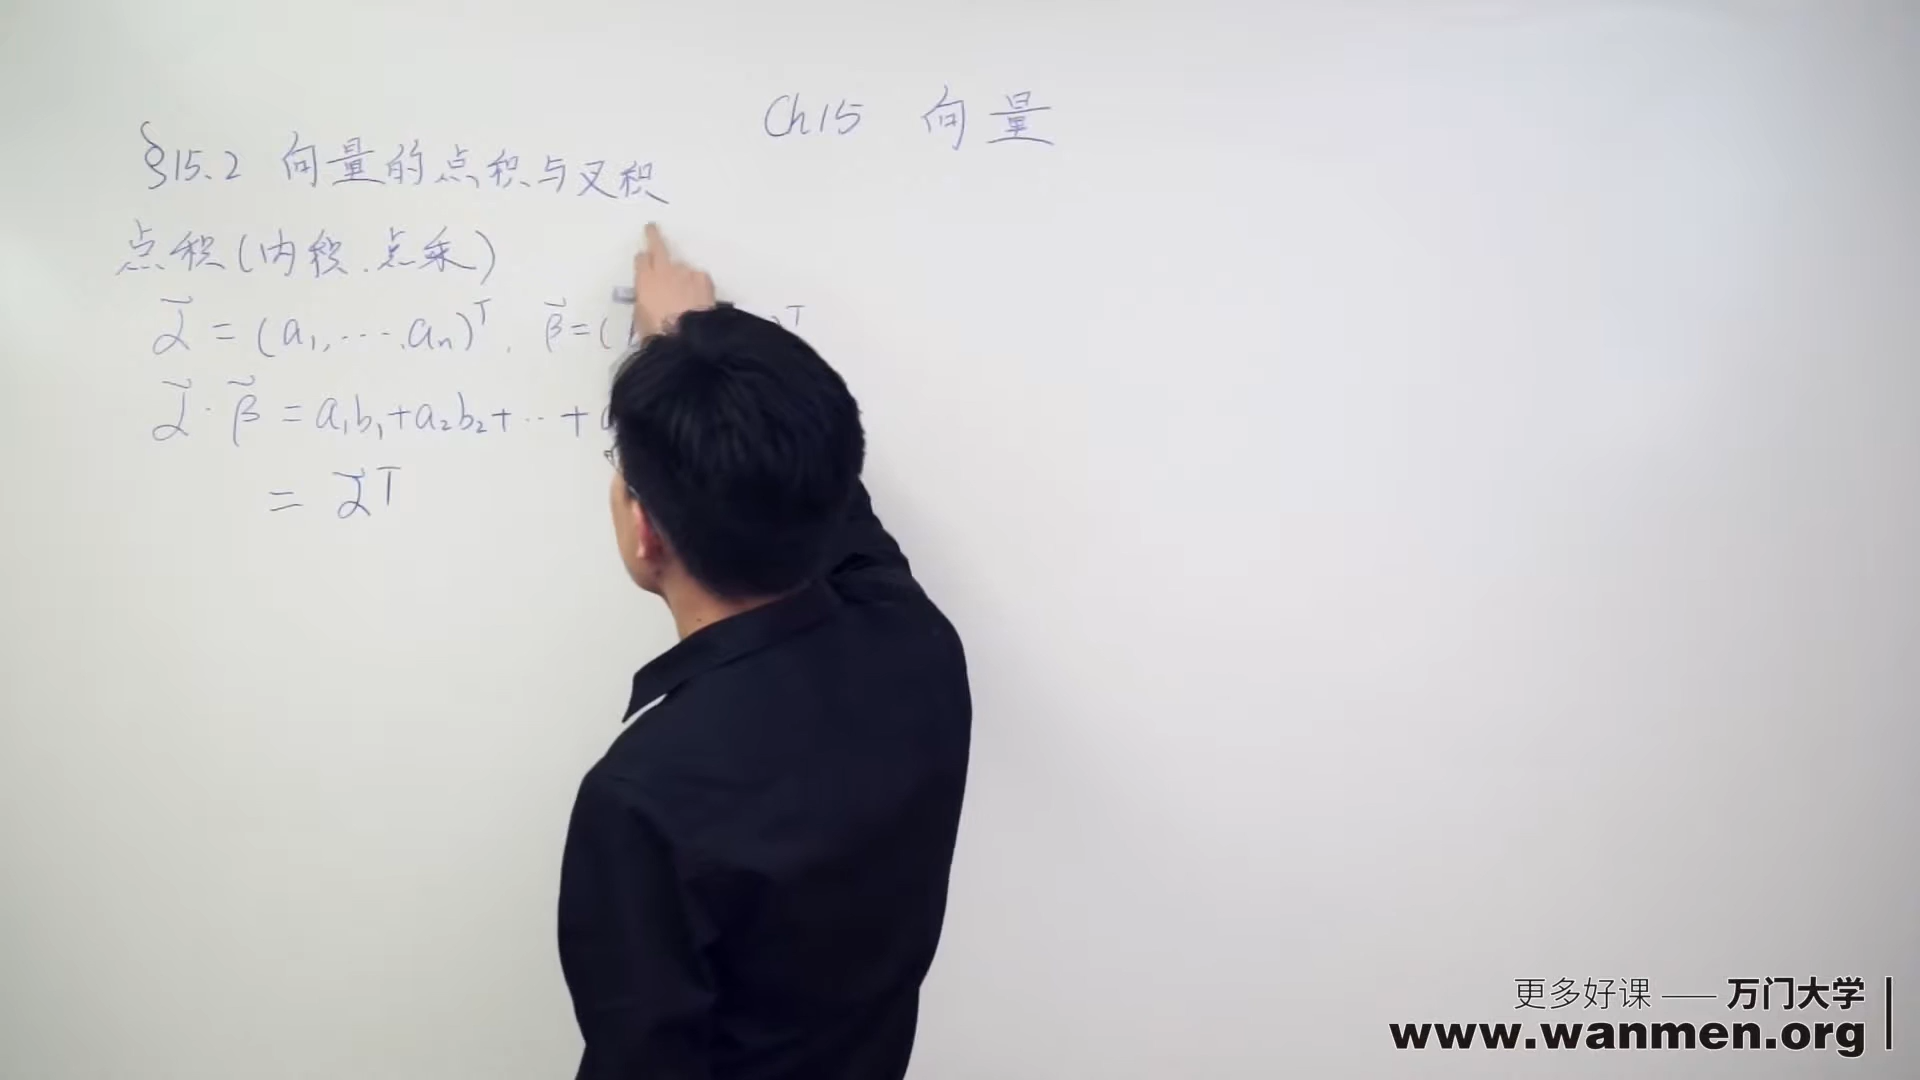 Ch15 向量
§15.2 向量的点积与叉积
点积(内积.点乘)
α⃗ = (a₁,…,aₙ)ᵀ, β⃗=( )ᵀ
α⃗·β⃗ = a₁b₁+a₂b₂+…+
= α⃗ᵀ
更多好课 —— 万门大学
www.wanmen.org